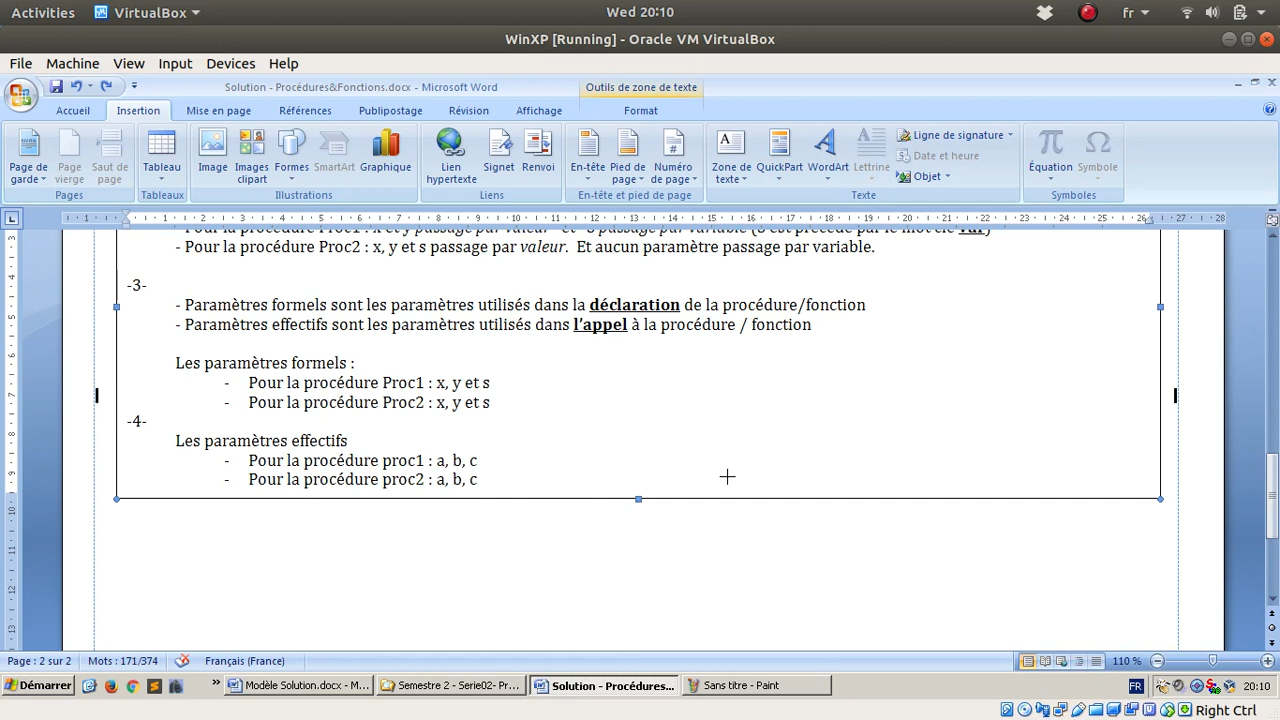 Activities VirtualBox Wed 20:10 fr
WinXP [Running] - Oracle VM VirtualBox
File Machine View Input Devices Help
Solution - Procédures&Fonctions.docx - Microsoft Word Outils de zone de texte
Accueil Insertion Mise en page Références Publipostage Révision Affichage Format
Page de garde Page vierge Saut de page Tableau Image Images clipart Formes SmartArt Graphique Lien hypertexte Signet Renvoi En-tête Pied de page Numéro de page Zone de texte QuickPart WordArt Lettrine Ligne de signature Date et heure Objet Équation Symbole
Pages Tableaux Illustrations Liens En-tête et pied de page Texte Symboles
- Pour la procédure Proc2 : x, y et s passage par valeur. Et aucun paramètre passage par variable.
-3-
- Paramètres formels sont les paramètres utilisés dans la déclaration de la procédure/fonction
- Paramètres effectifs sont les paramètres utilisés dans l'appel à la procédure / fonction
Les paramètres formels :
- Pour la procédure Proc1 : x, y et s
- Pour la procédure Proc2 : x, y et s
-4-
Les paramètres effectifs
- Pour la procédure proc1 : a, b, c
- Pour la procédure proc2 : a, b, c
Page : 2 sur 2 Mots : 171/374 Français (France) 110 %
Démarrer Modèle Solution.docx - M... Semestre 2 - Serie02- Pr... Solution - Procédures... Sans titre - Paint FR 20:10
Right Ctrl